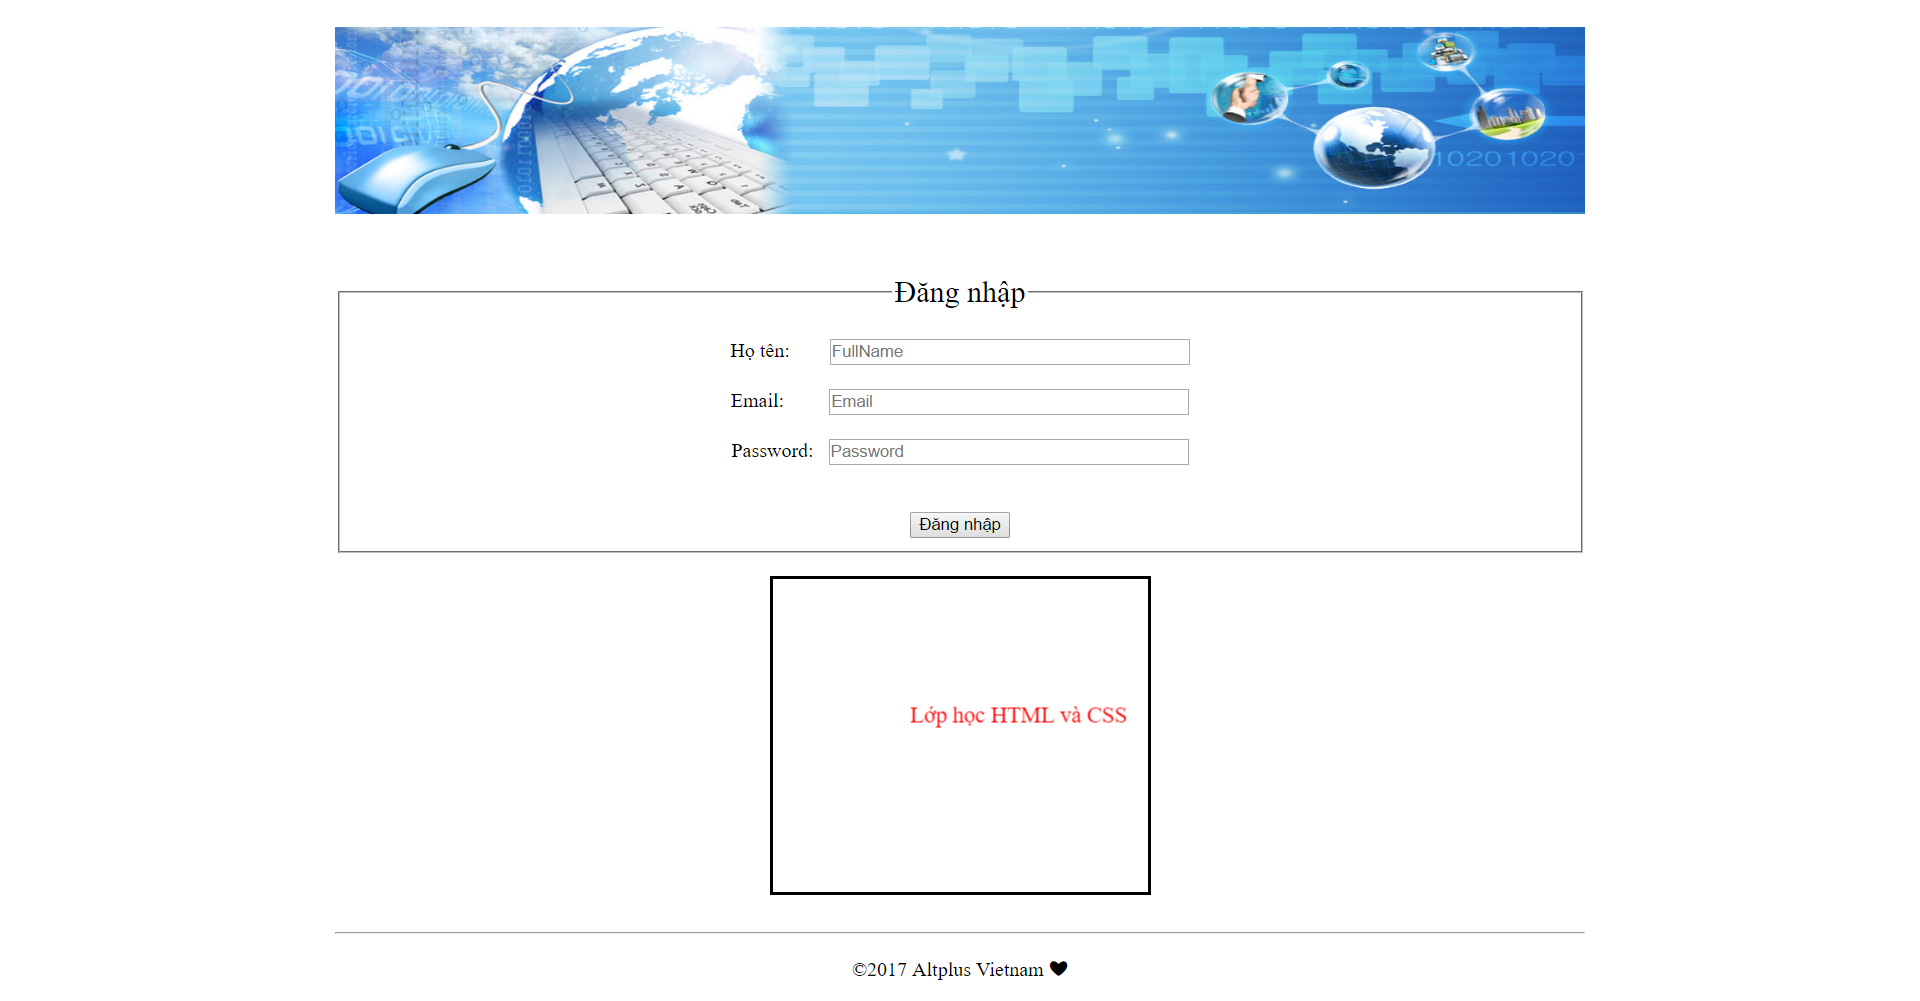 10201020
Đăng nhập
Họ tên: FullName
Email: Email
Password: Password
Đăng nhập
Lớp học HTML và CSS
©2017 Altplus Vietnam ♥